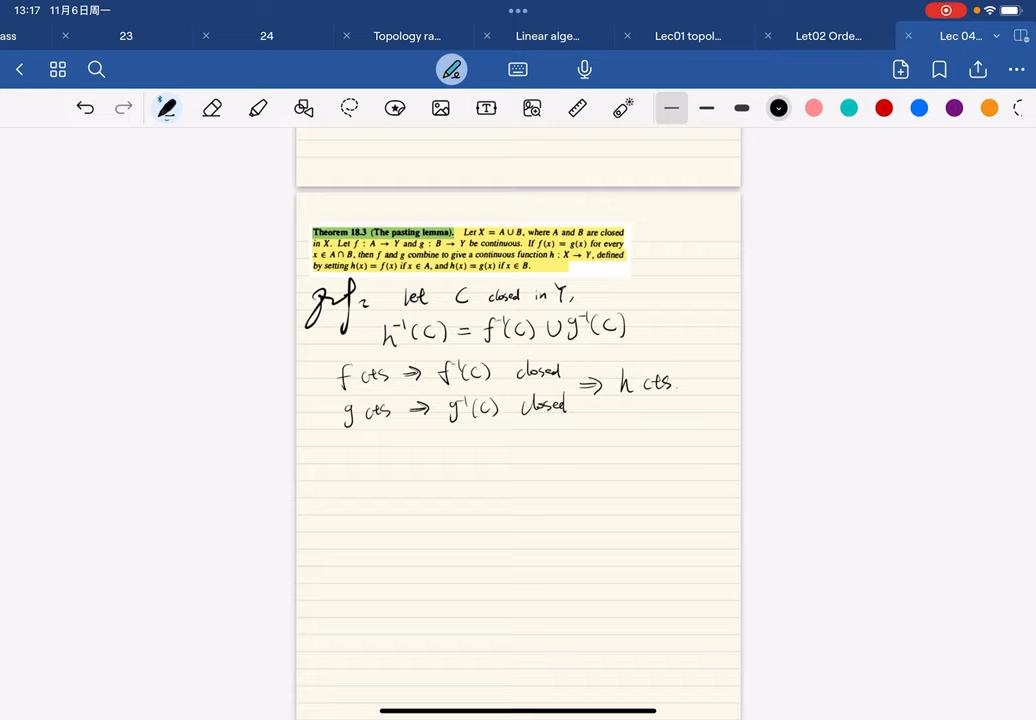 13:17 11月6日周一
ass
23
24
Topology ra...
Linear alge...
Lec01 topol...
Let02 Orde...
Lec 04...
Theorem 18.3 (The pasting lemma). Let X = A ∪ B, where A and B are closed
in X. Let f : A → Y and g : B → Y be continuous. If f(x) = g(x) for every
x ∈ A ∩ B, then f and g combine to give a continuous function h : X → Y, defined
by setting h(x) = f(x) if x ∈ A, and h(x) = g(x) if x ∈ B.
Let C closed in Y,
h⁻¹(C) = f⁻¹(C) ∪ g⁻¹(C)
f cts ⇒ f⁻¹(C) closed
g cts ⇒ g⁻¹(C) closed
⇒ h cts.